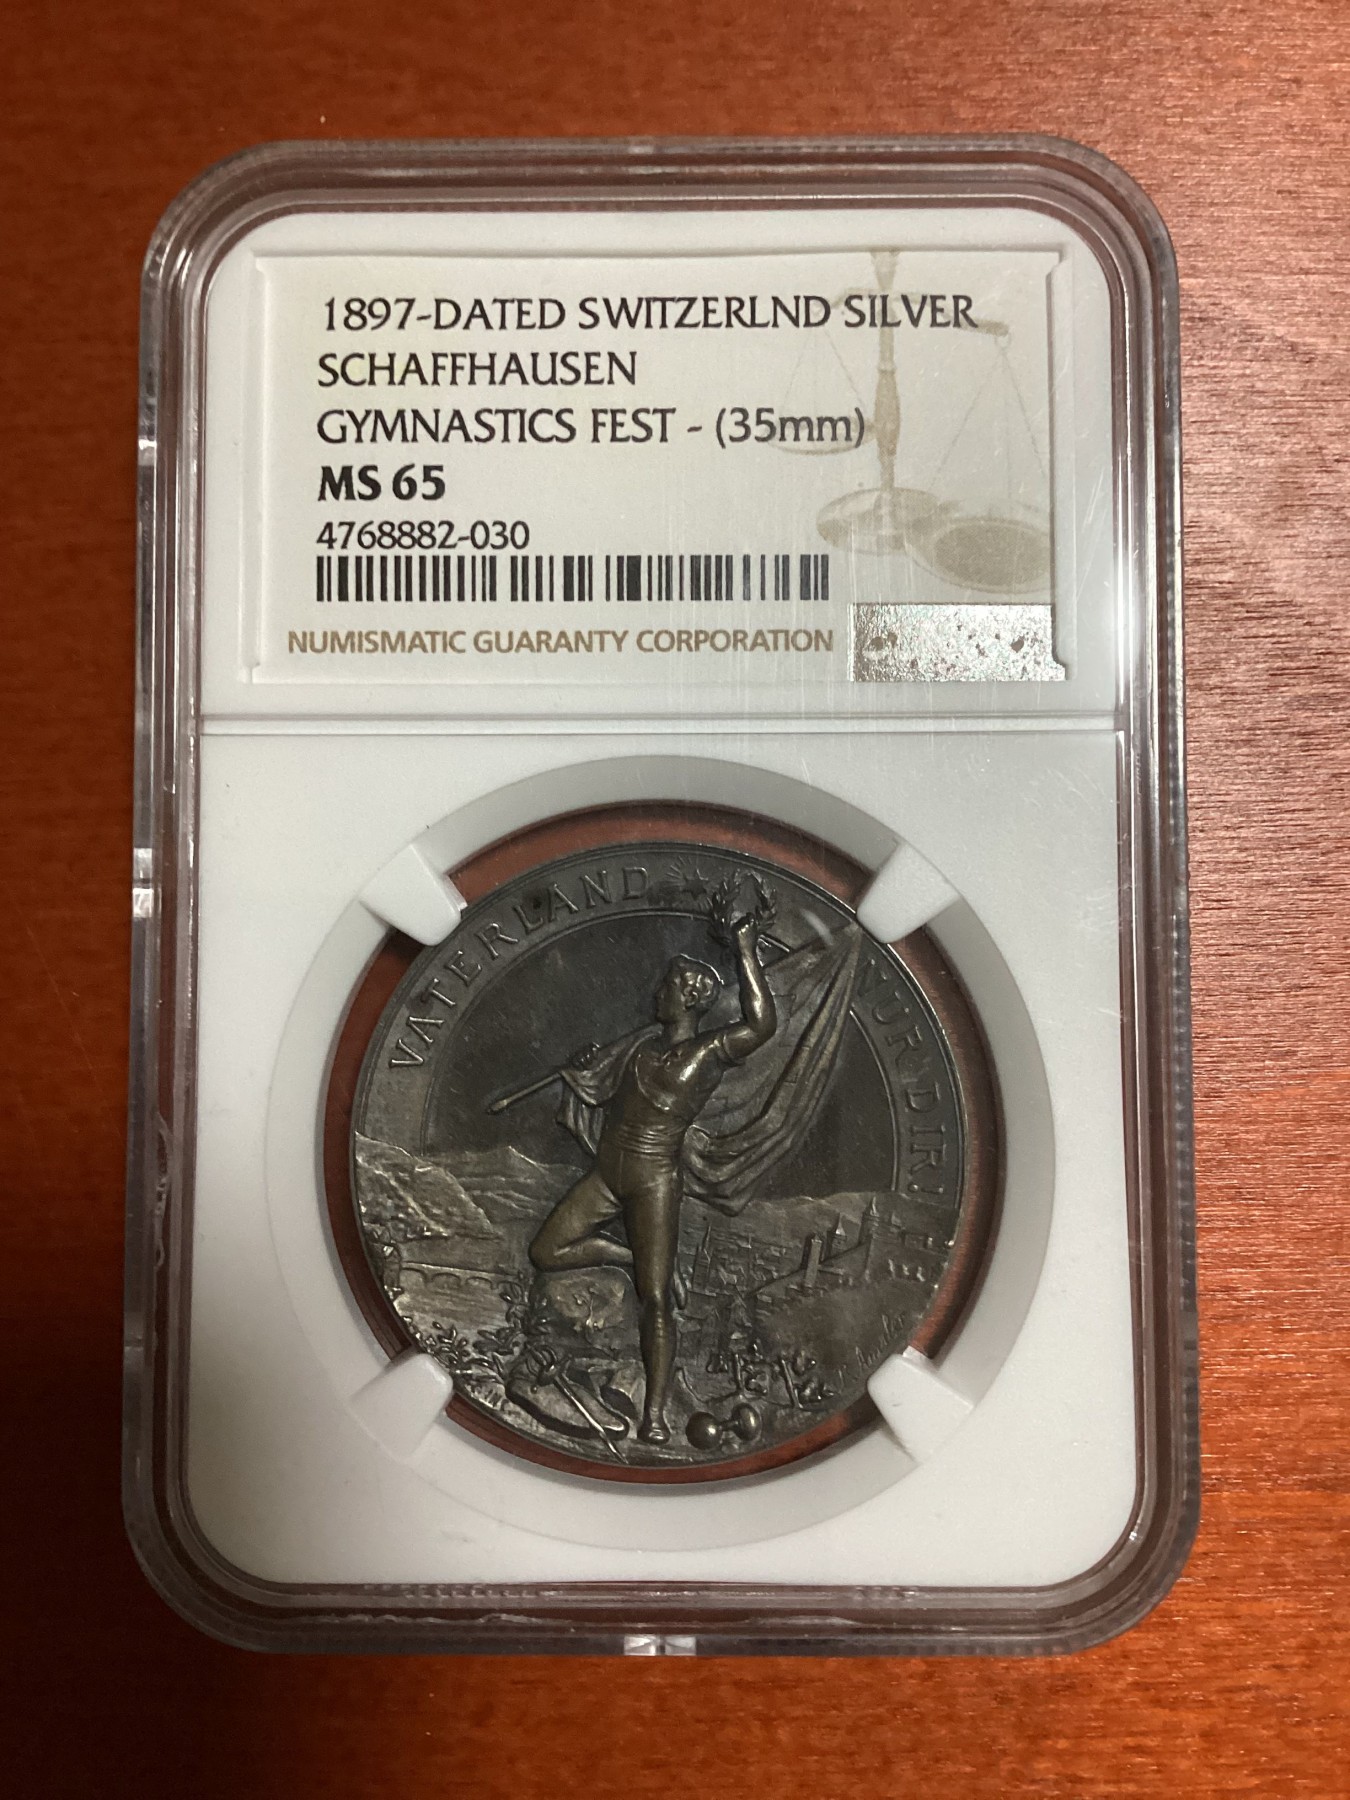 1897-DATED SWITZERLND SILVER
SCHAFFHAUSEN
GYMNASTICS FEST - (35mm)
MS 65
4768882-030
NUMISMATIC GUARANTY CORPORATION
VATERLAND NUR DIR!